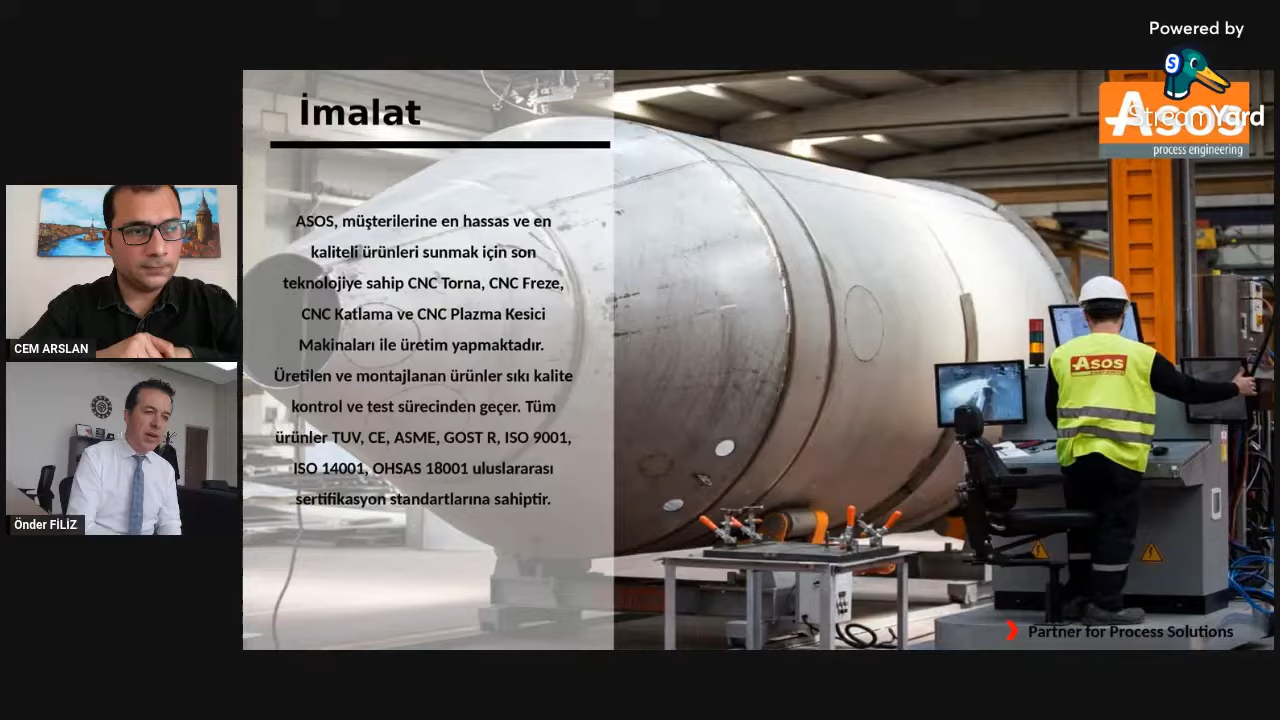 Powered by
StreamYard
Asos
process engineering
İmalat
ASOS, müşterilerine en hassas ve en
kaliteli ürünleri sunmak için son
teknolojiye sahip CNC Torna, CNC Freze,
CNC Katlama ve CNC Plazma Kesici
Makinaları ile üretim yapmaktadır.
Üretilen ve montajlanan ürünler sıkı kalite
kontrol ve test sürecinden geçer. Tüm
ürünler TUV, CE, ASME, GOST R, ISO 9001,
ISO 14001, OHSAS 18001 uluslararası
sertifikasyon standartlarına sahiptir.
CEM ARSLAN
Önder FİLİZ
Asos
Partner for Process Solutions